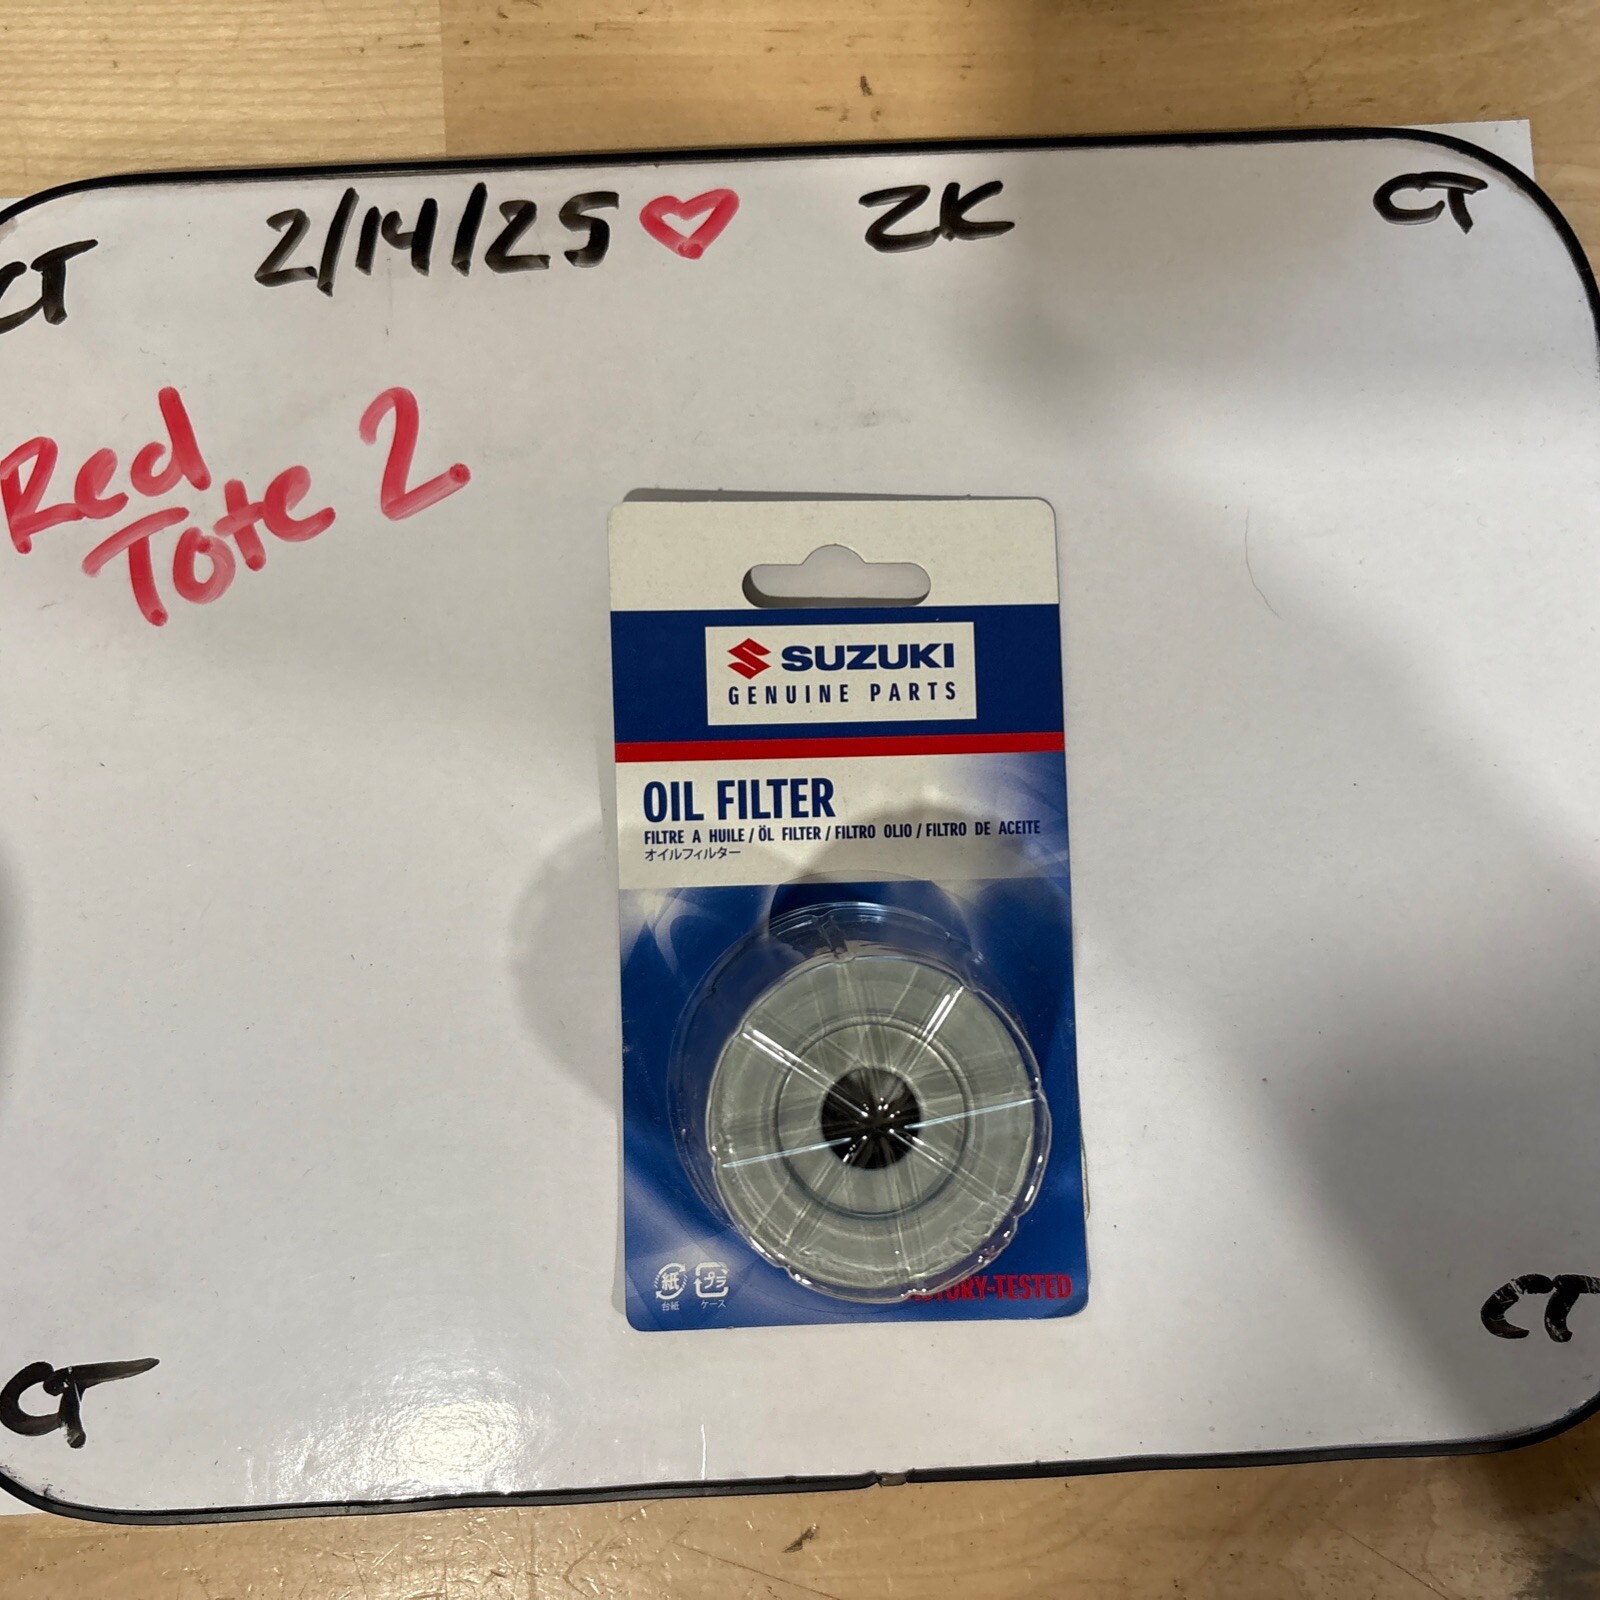 2/14/25 ZK
CT
CT
Red
Tote 2.
SUZUKI
GENUINE PARTS
OIL FILTER
FILTRE A HUILE / ÖL FILTER / FILTRO OLIO / FILTRO DE ACEITE
オイルフィルター
紙
台紙
プラ
ケース
-TESTED
CT
CT